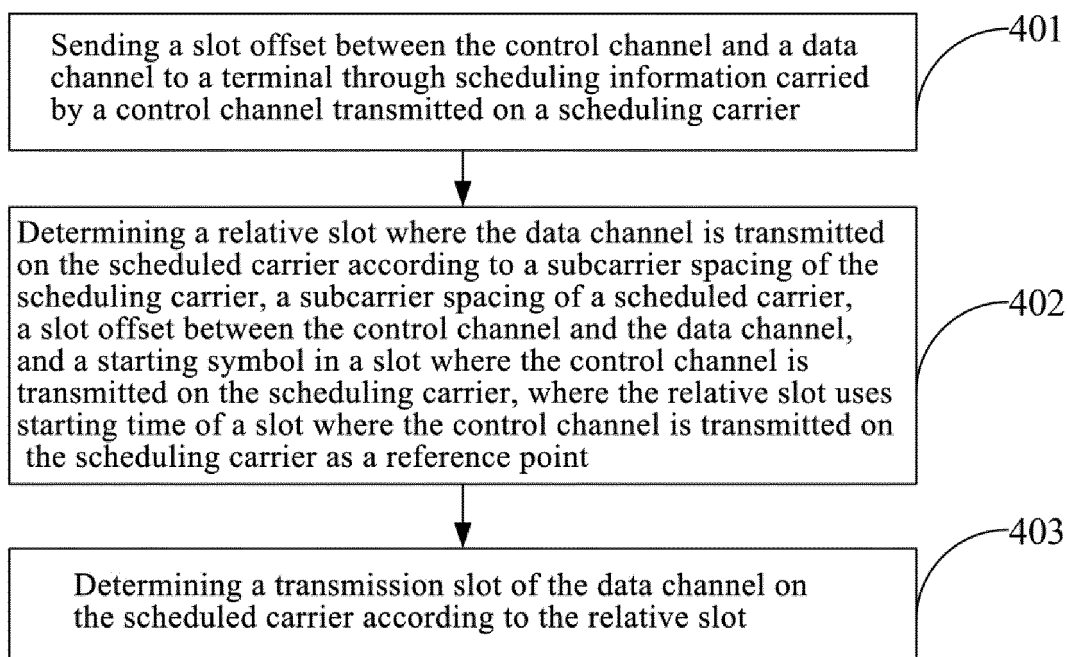 Sending a slot offset between the control channel and a data
channel to a terminal through scheduling information carried
by a control channel transmitted on a scheduling carrier
401
Determining a relative slot where the data channel is transmitted
on the scheduled carrier according to a subcarrier spacing of the
scheduling carrier, a subcarrier spacing of a scheduled carrier,
a slot offset between the control channel and the data channel,
and a starting symbol in a slot where the control channel is
transmitted on the scheduling carrier, where the relative slot uses
starting time of a slot where the control channel is transmitted on
the scheduling carrier as a reference point
402
Determining a transmission slot of the data channel on
the scheduled carrier according to the relative slot
403